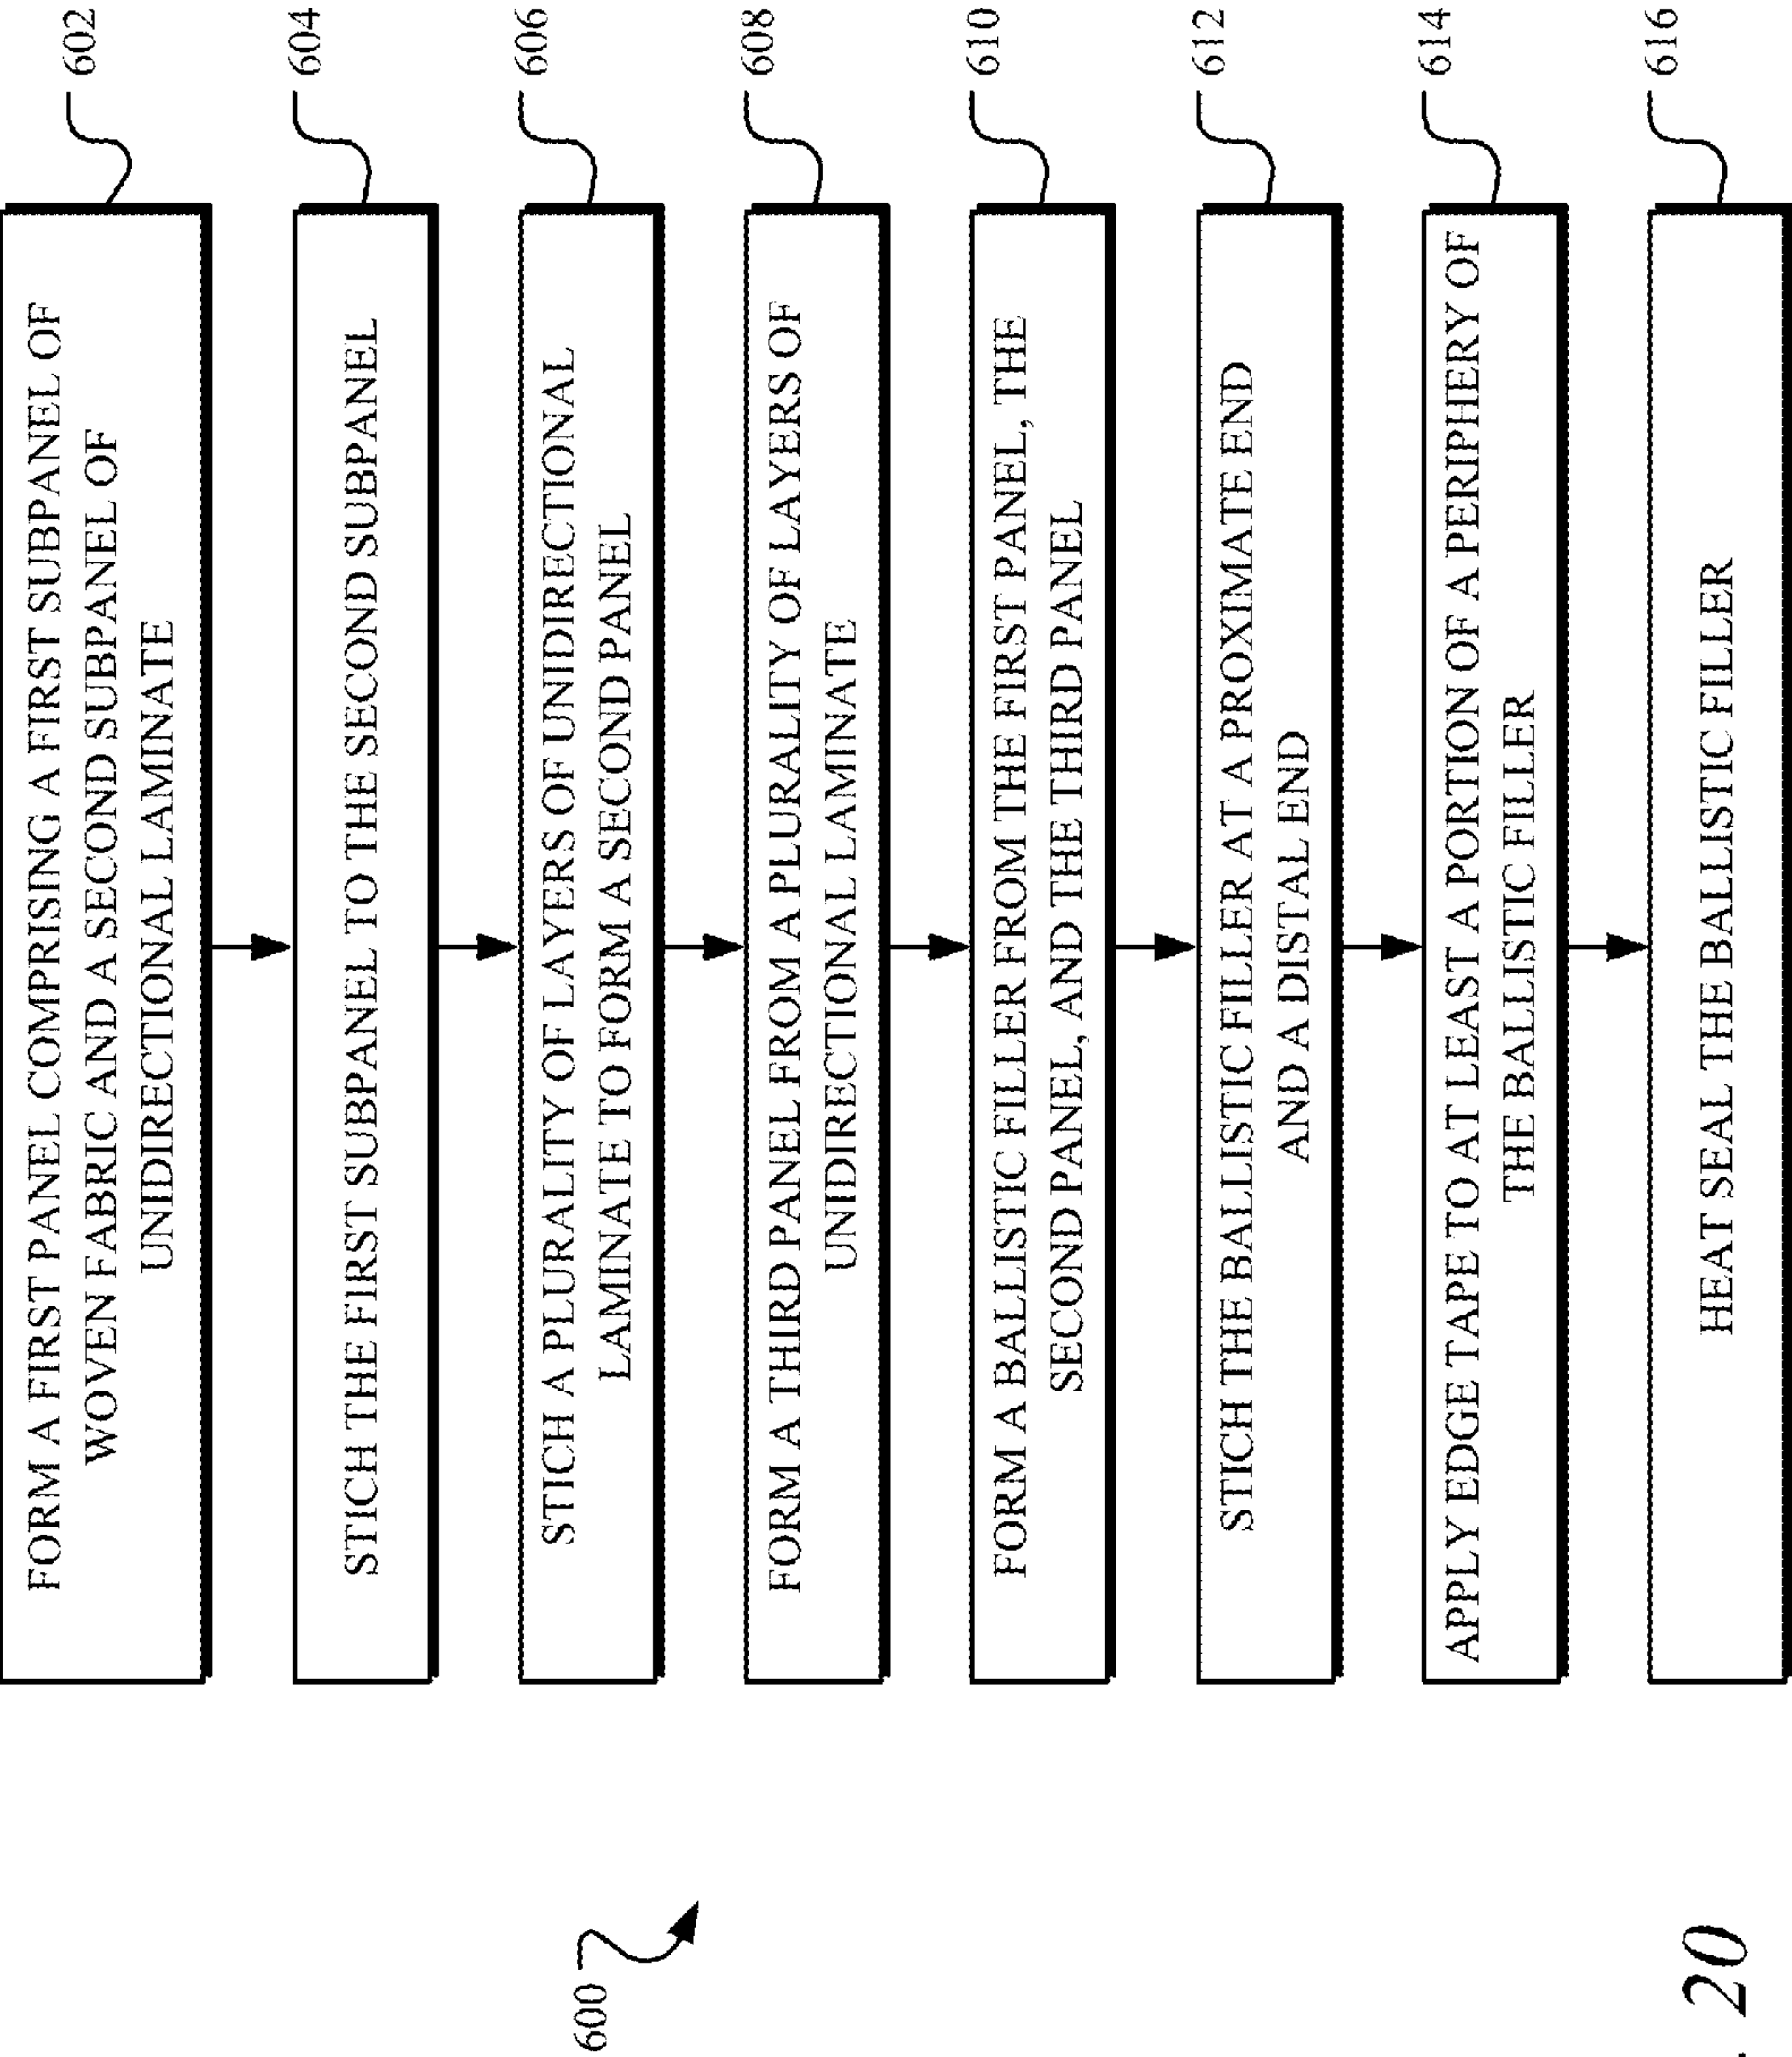 602
FORM A FIRST PANEL COMPRISING A FIRST SUBPANEL OF
WOVEN FABRIC AND A SECOND SUBPANEL OF
UNIDIRECTIONAL LAMINATE
604
STICH THE FIRST SUBPANEL TO THE SECOND SUBPANEL
606
STICH A PLURALITY OF LAYERS OF UNIDIRECTIONAL
LAMINATE TO FORM A SECOND PANEL
608
FORM A THIRD PANEL FROM A PLURALITY OF LAYERS OF
UNIDIRECTIONAL LAMINATE
610
FORM A BALLISTIC FILLER FROM THE FIRST PANEL, THE
SECOND PANEL, AND THE THIRD PANEL
612
STICH THE BALLISTIC FILLER AT A PROXIMATE END
AND A DISTAL END
614
APPLY EDGE TAPE TO AT LEAST A PORTION OF A PERIPHERY OF
THE BALLISTIC FILLER
616
HEAT SEAL THE BALLISTIC FILLER
600
. 20